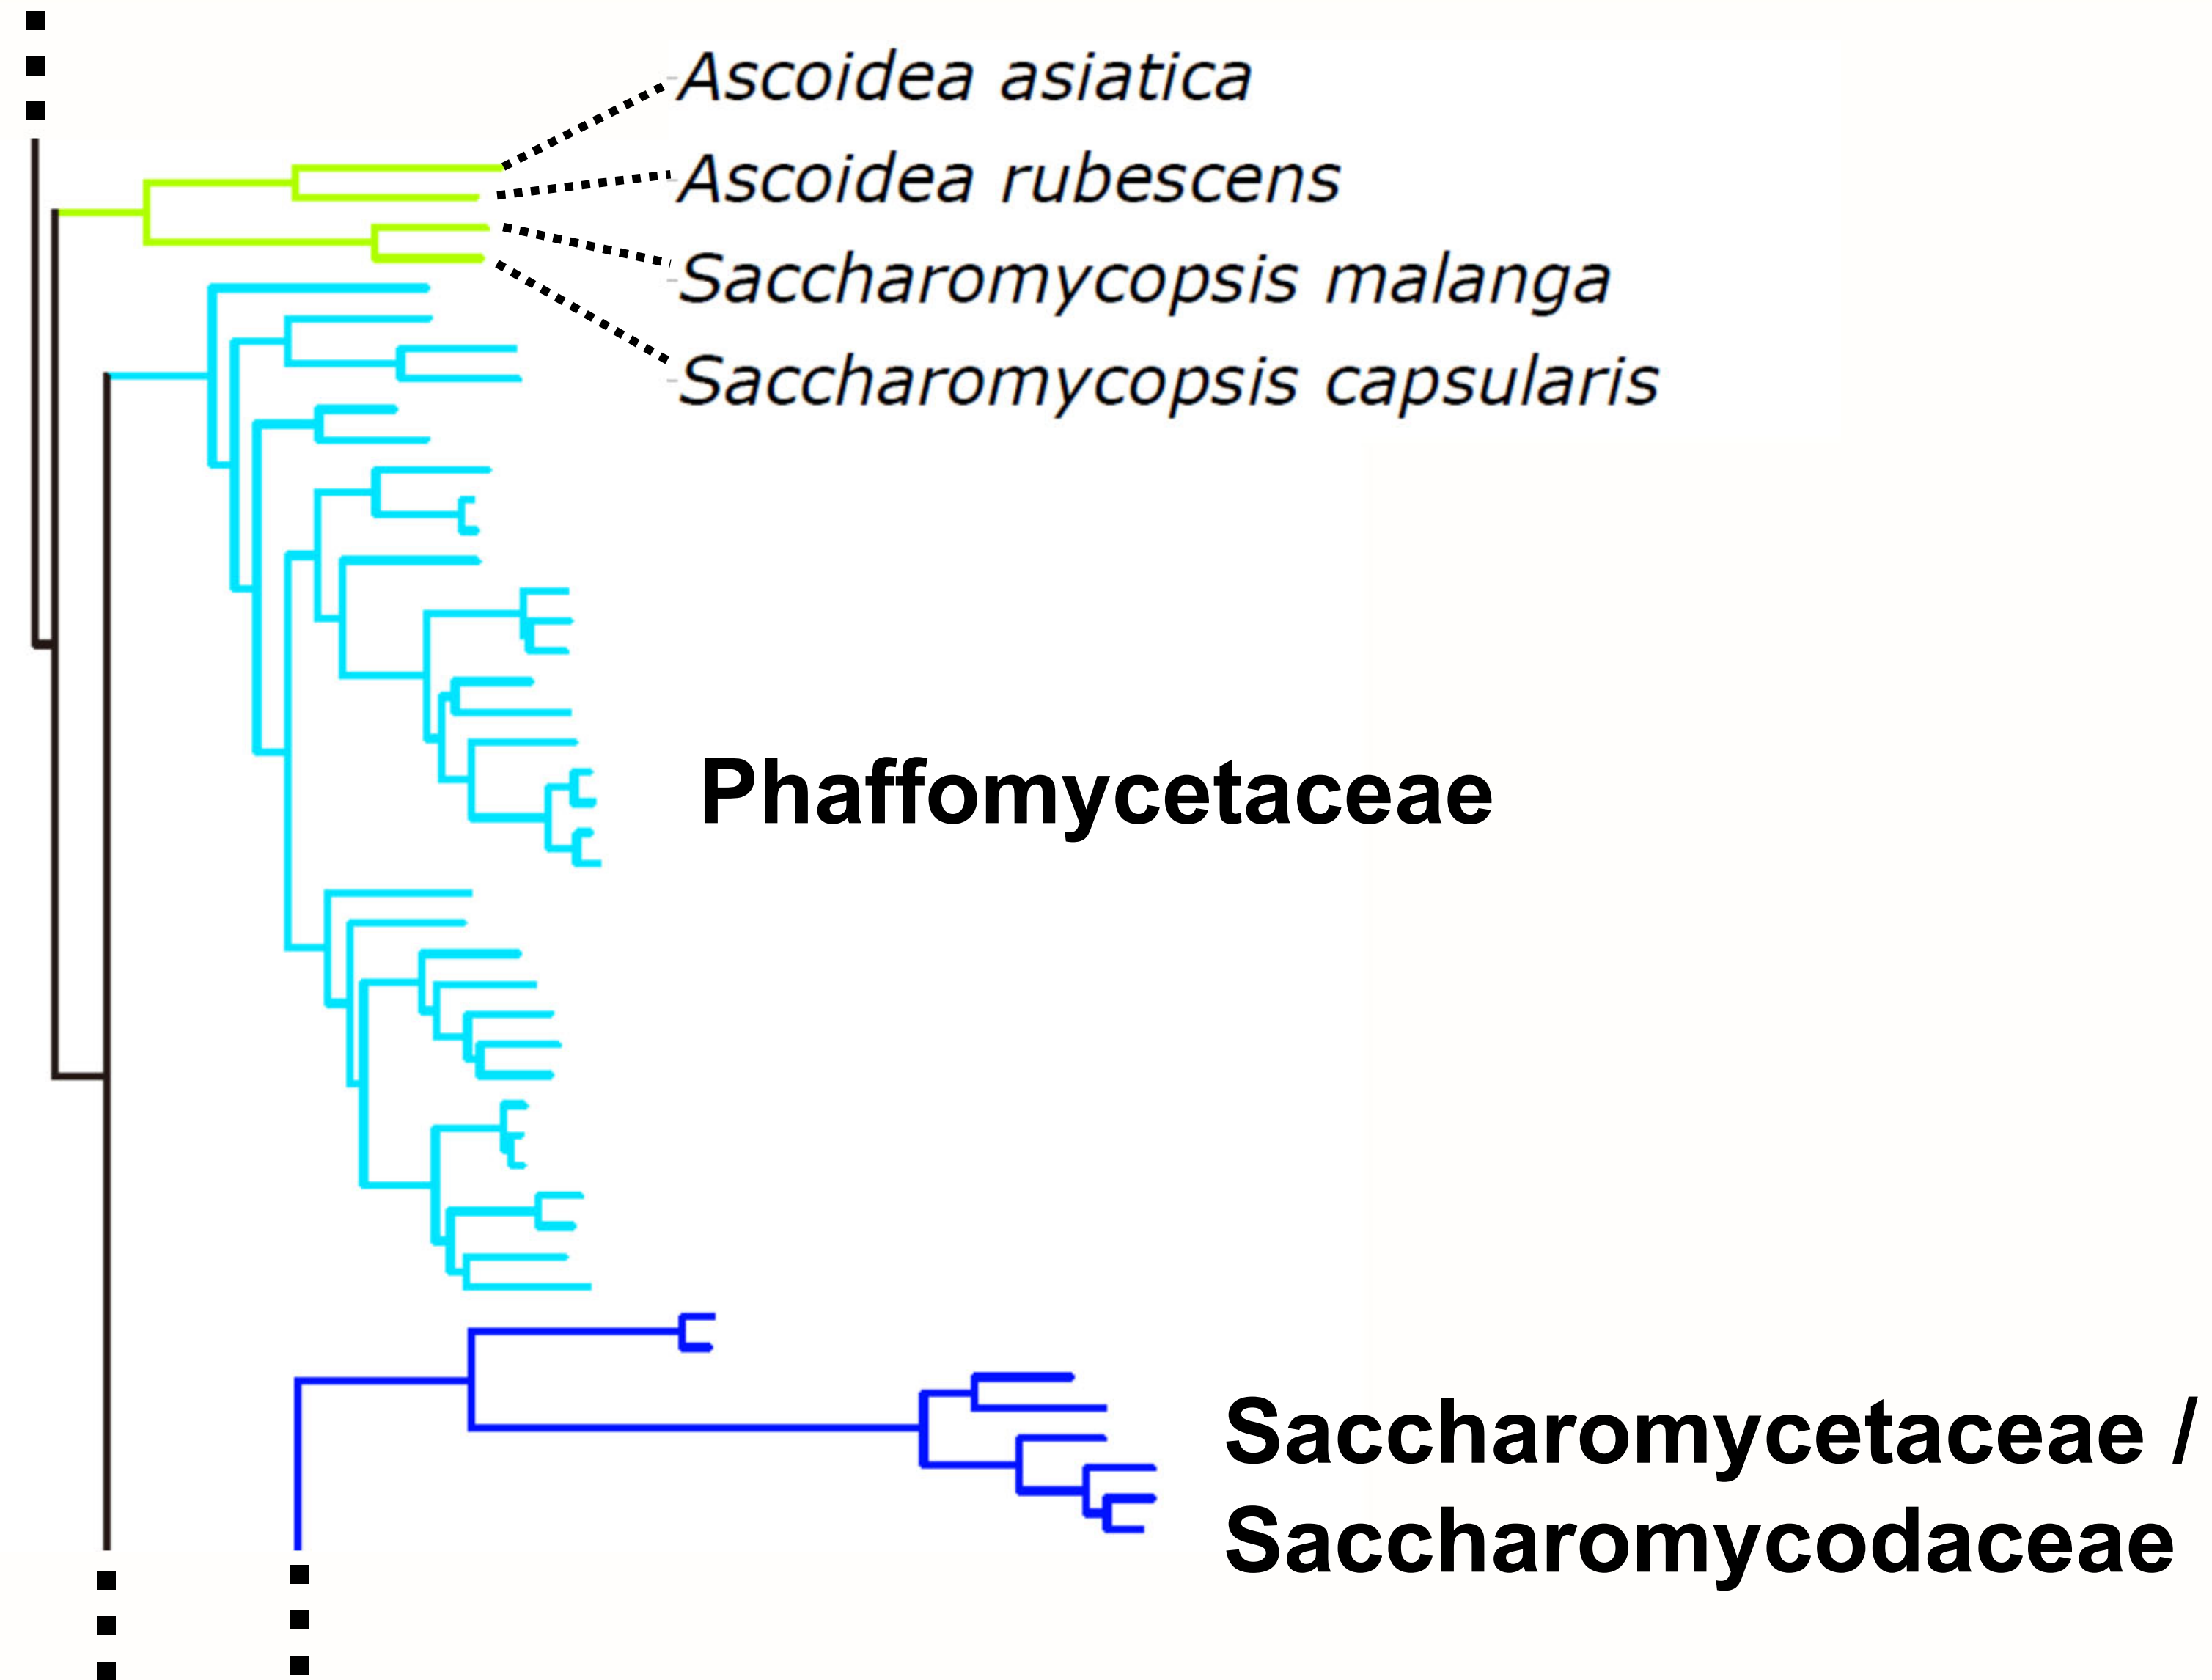 Ascoidea asiatica
Ascoidea rubescens
Saccharomycopsis malanga
Saccharomycopsis capsularis
Phaffomycetaceae
Saccharomycetaceae /
Saccharomycodaceae